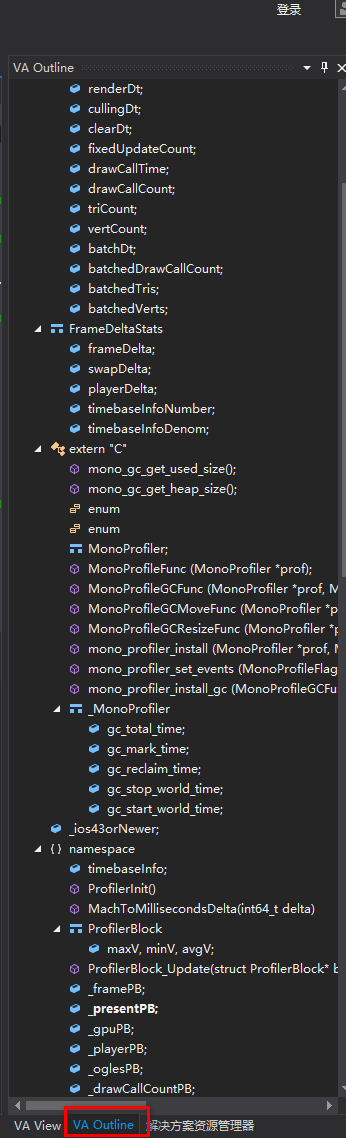 登录
VA Outline
renderDt;
cullingDt;
clearDt;
fixedUpdateCount;
drawCallTime;
drawCallCount;
triCount;
vertCount;
batchDt;
batchedDrawCallCount;
batchedTris;
batchedVerts;
FrameDeltaStats
frameDelta;
swapDelta;
playerDelta;
timebaseInfoNumber;
timebaseInfoDenom;
extern "C"
mono_gc_get_used_size();
mono_gc_get_heap_size();
enum
enum
MonoProfiler;
MonoProfileFunc (MonoProfiler *prof);
MonoProfileGCFunc (MonoProfiler *prof, M
MonoProfileGCMoveFunc (MonoProfiler *p
MonoProfileGCResizeFunc (MonoProfiler *p
mono_profiler_install (MonoProfiler *prof, M
mono_profiler_set_events (MonoProfileFlag
mono_profiler_install_gc (MonoProfileGCFu
_MonoProfiler
gc_total_time;
gc_mark_time;
gc_reclaim_time;
gc_stop_world_time;
gc_start_world_time;
_ios43orNewer;
{ } namespace
timebaseInfo;
ProfilerInit()
MachToMillisecondsDelta(int64_t delta)
ProfilerBlock
maxV, minV, avgV;
ProfilerBlock_Update(struct ProfilerBlock* b
_framePB;
_presentPB;
_gpuPB;
_playerPB;
_oglesPB;
_drawCallCountPB;
VA View VA Outline 解决方案资源管理器